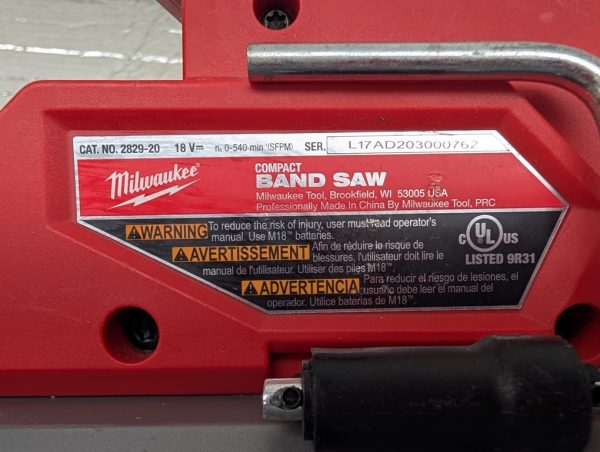 CAT. NO. 2829-20 18 V⎓ n₀ 0-540 min⁻¹(SFPM) SER. L17AD203000762
Milwaukee
COMPACT
BAND SAW
Milwaukee Tool, Brookfield, WI 53005 USA
Professionally Made in China By Milwaukee Tool, PRC
WARNING To reduce the risk of injury, user must read operator's
manual. Use M18™ batteries.
AVERTISSEMENT Afin de réduire le risque de
blessures, l'utilisateur doit lire le
manuel de l'utilisateur. Utiliser des piles M18™.
ADVERTENCIA Para reducir el riesgo de lesiones, el
usuario debe leer el manual del
operador. Utilice baterías de M18™
C UL US
LISTED 9R31